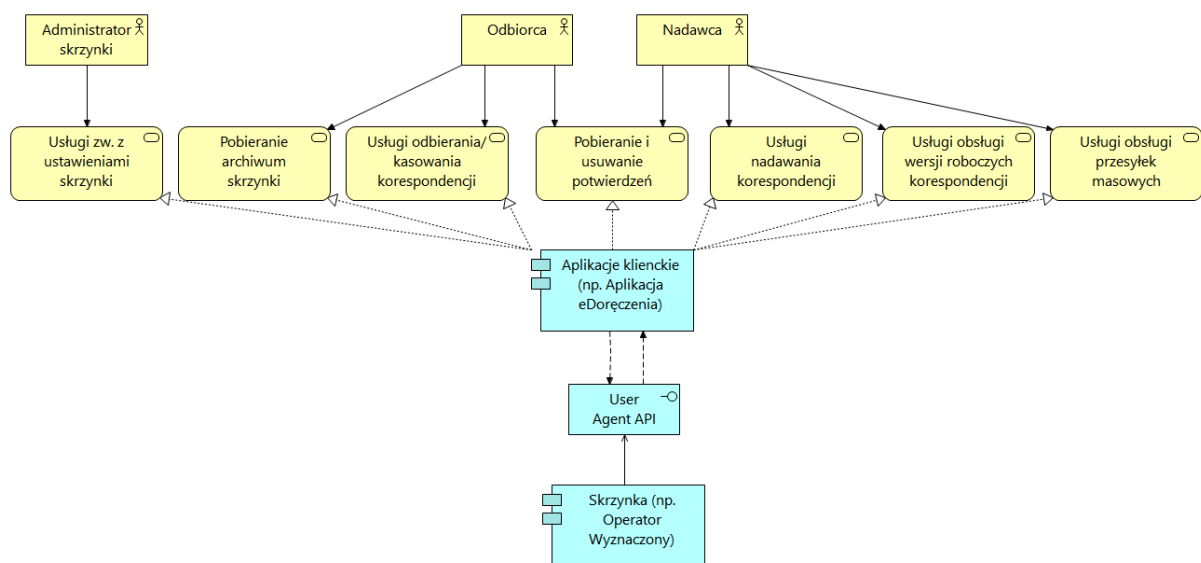 Administrator
skrzynki
Odbiorca
Nadawca
Usługi zw. z
ustawieniami
skrzynki
Pobieranie
archiwum
skrzynki
Usługi odbierania/
kasowania
korespondencji
Pobieranie i
usuwanie
potwierdzeń
Usługi
nadawania
korespondencji
Usługi obsługi
wersji roboczych
korespondencji
Usługi obsługi
przesyłek
masowych
Aplikacje klienckie
(np. Aplikacja
eDoręczenia)
User
Agent API
Skrzynka (np.
Operator
Wyznaczony)